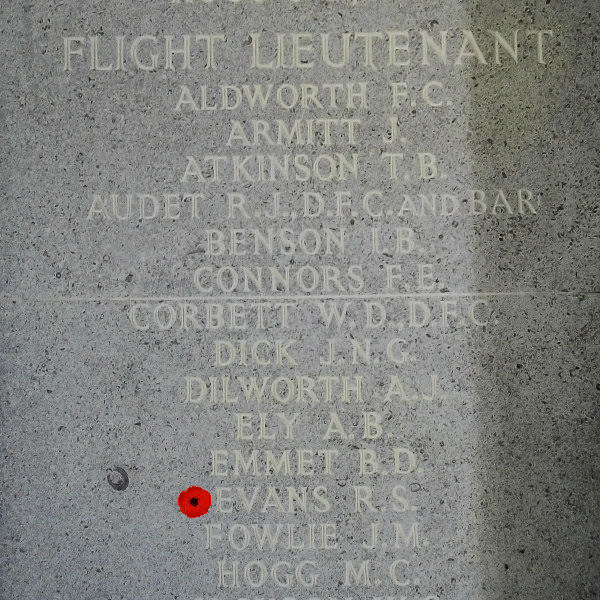 FLIGHT LIEUTENANT
ALDWORTH F.C.
ARMITT J.
ATKINSON T.B.
AUDET R.J., D.F.C. AND BAR
BENSON I.B.
CONNORS F.E.
CORBETT W.D., D.F.C.
DICK J.N.G.
DILWORTH A.J.
ELY A.B.
EMMET B.D.
EVANS R.S.
FOWLIE J.M.
HOGG M.C.